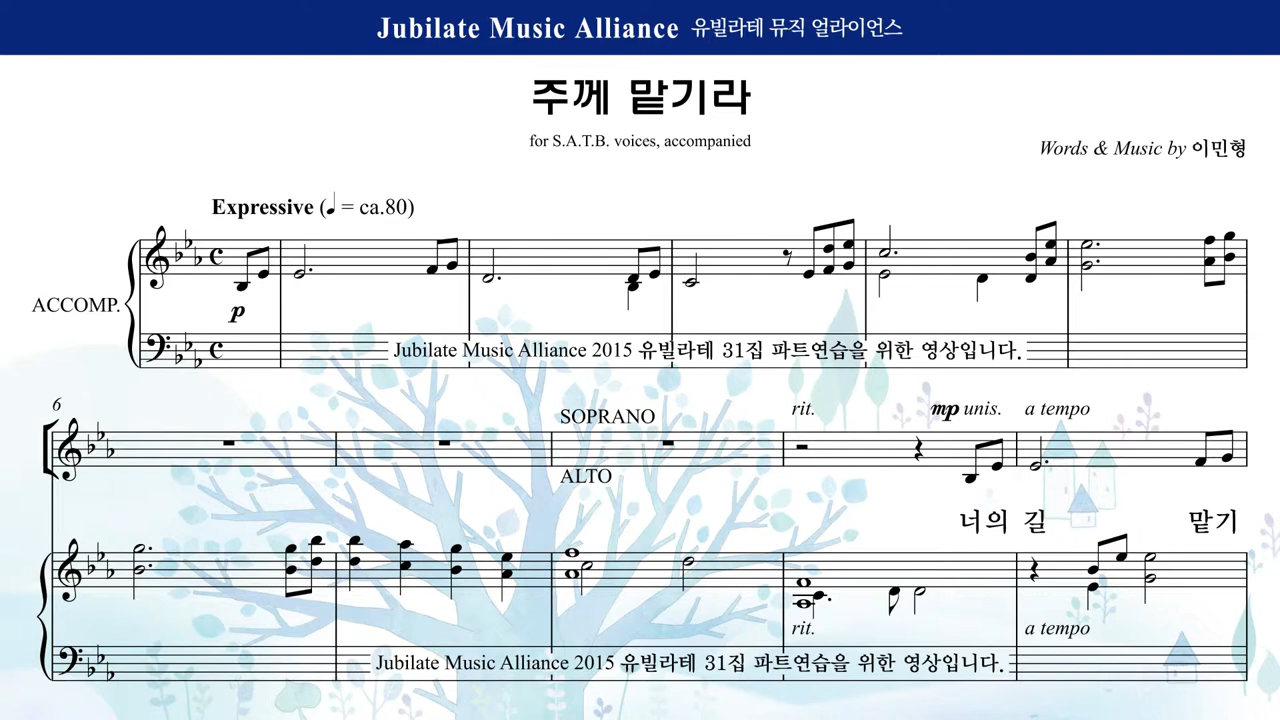 Jubilate Music Alliance 유빌라테 뮤직 얼라이언스
주께 맡기라
for S.A.T.B. voices, accompanied
Words & Music by 이민형
Expressive (♩ = ca.80)
ACCOMP.
p
Jubilate Music Alliance 2015 유빌라테 31집 파트연습을 위한 영상입니다.
6
SOPRANO
rit.
mp unis.
a tempo
ALTO
너의 길 맡기
rit.
a tempo
Jubilate Music Alliance 2015 유빌라테 31집 파트연습을 위한 영상입니다.